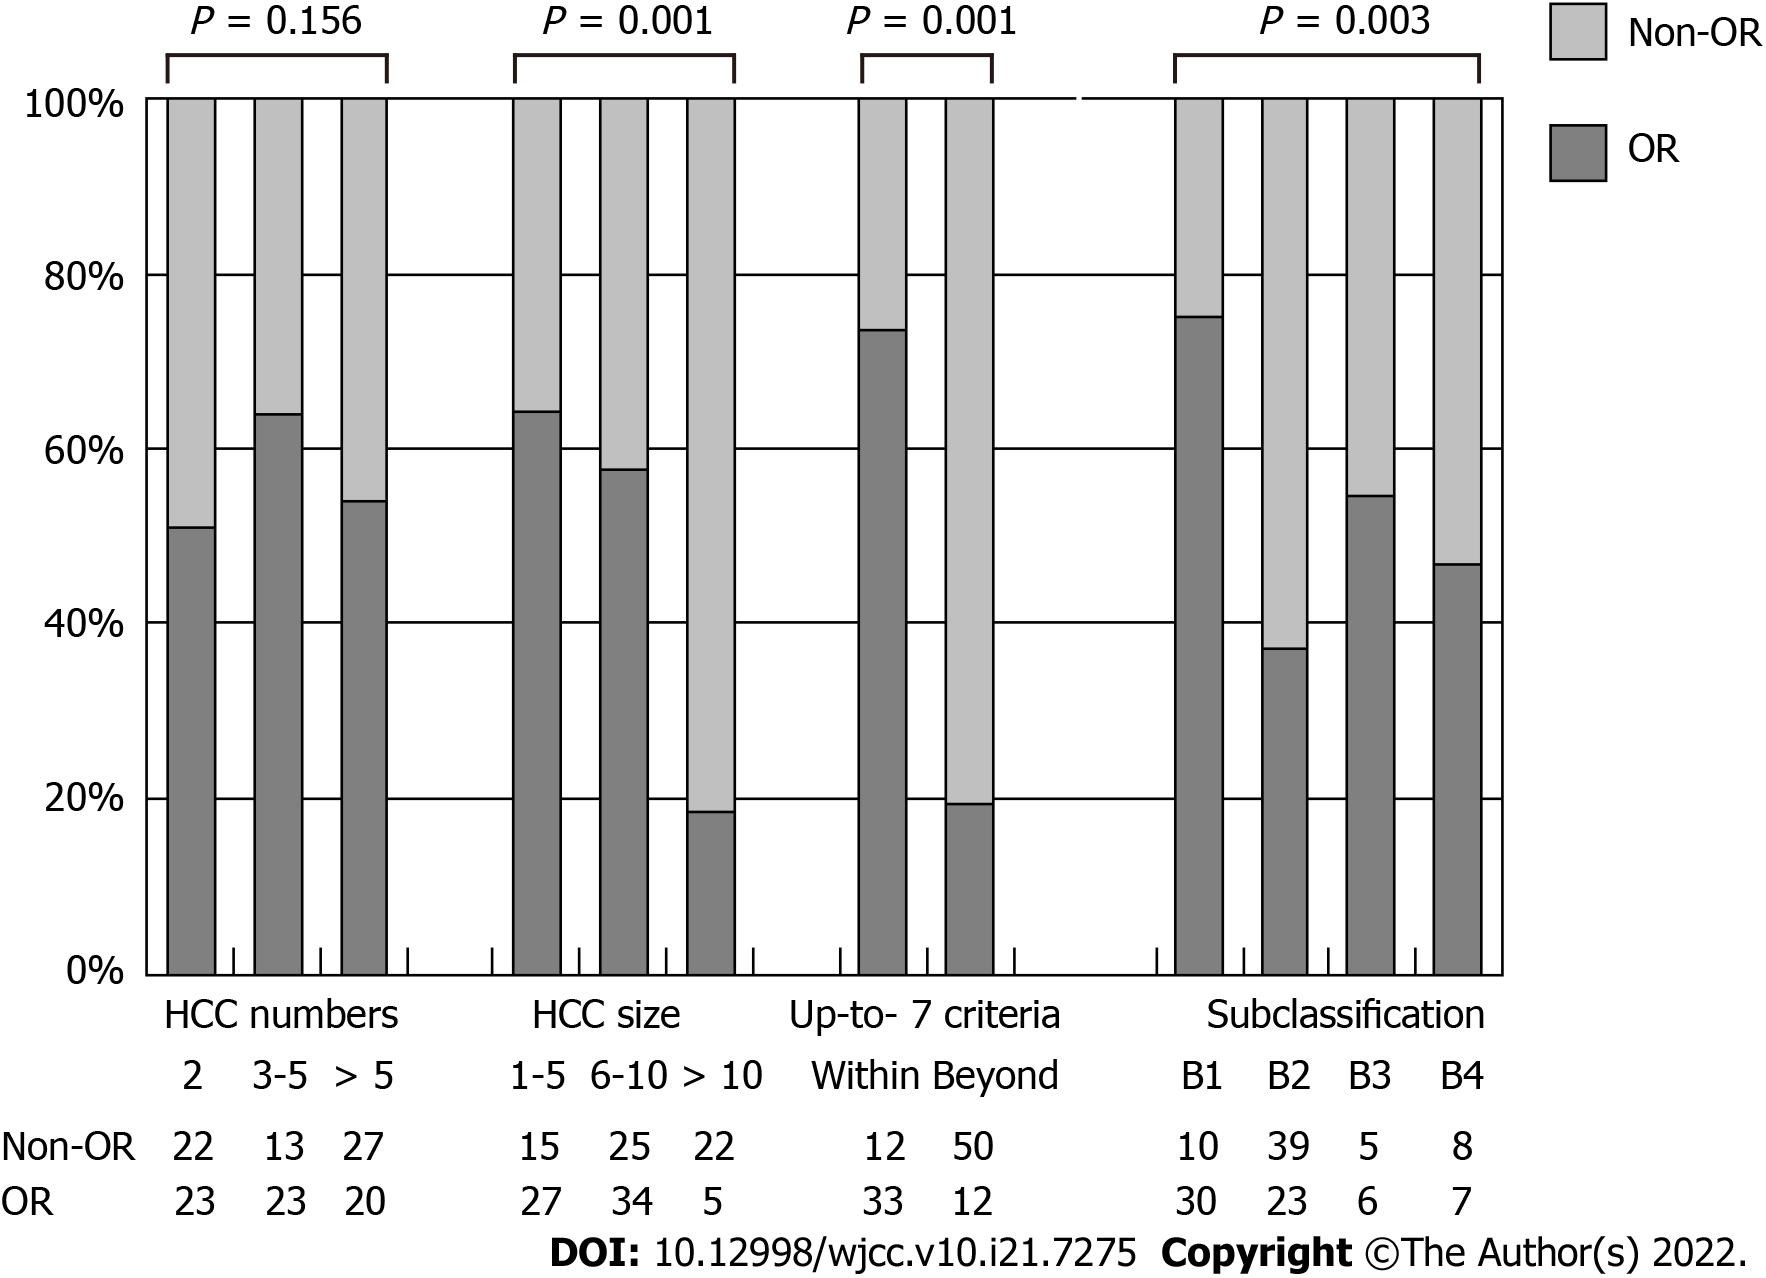 P = 0.156 P = 0.001 P = 0.001 P = 0.003
Non-OR
OR
100%
80%
60%
40%
20%
0%
HCC numbers HCC size Up-to- 7 criteria Subclassification
2 3-5 > 5 1-5 6-10 > 10 Within Beyond B1 B2 B3 B4
Non-OR 22 13 27 15 25 22 12 50 10 39 5 8
OR 23 23 20 27 34 5 33 12 30 23 6 7
DOI: 10.12998/wjcc.v10.i21.7275 Copyright ©The Author(s) 2022.